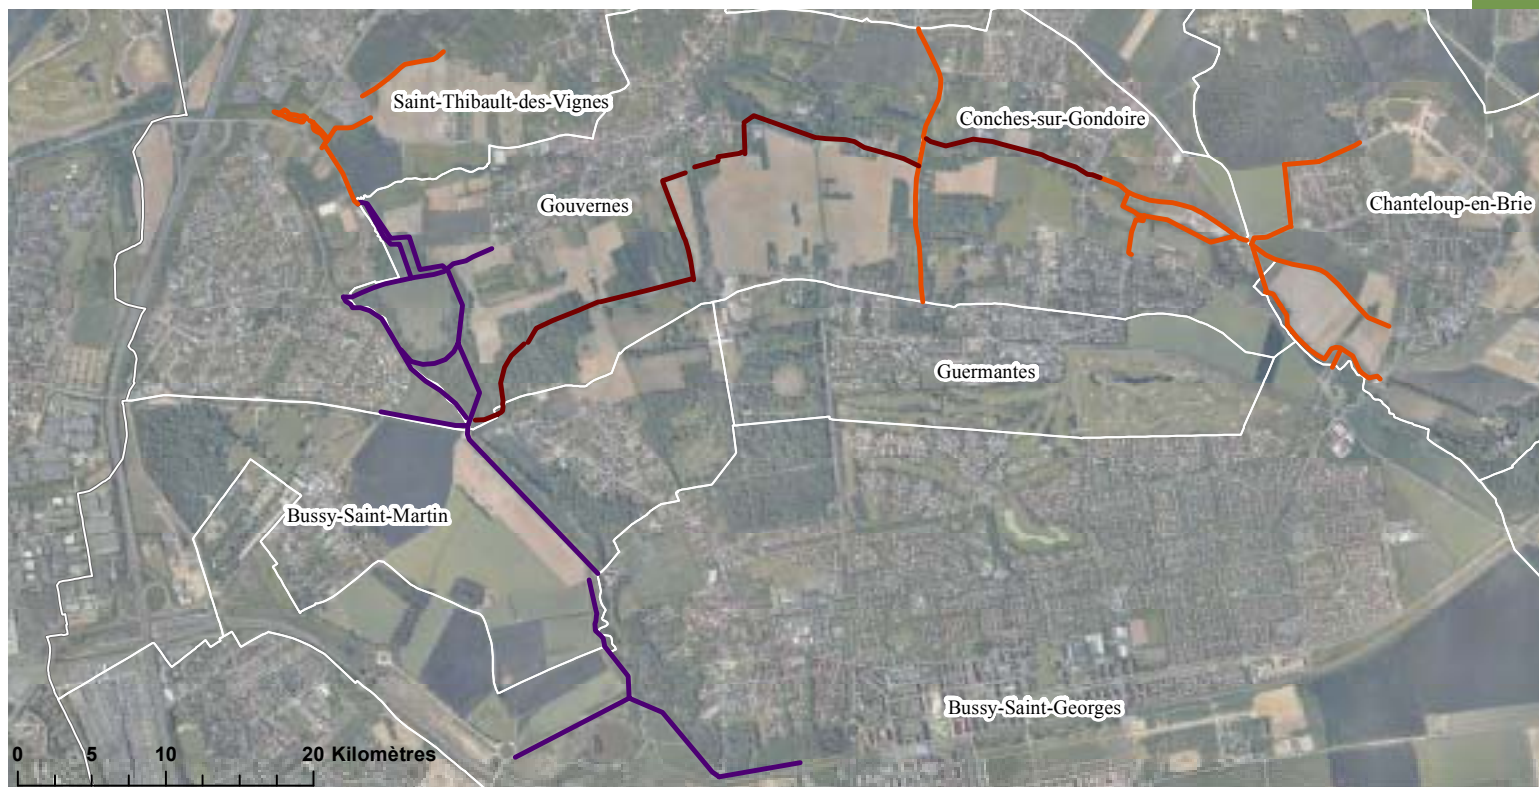 Saint-Thibault-des-Vignes
Conches-sur-Gondoire
Gouvernes
Chanteloup-en-Brie
Guermantes
Bussy-Saint-Martin
Bussy-Saint-Georges
0 5 10 20 Kilomètres